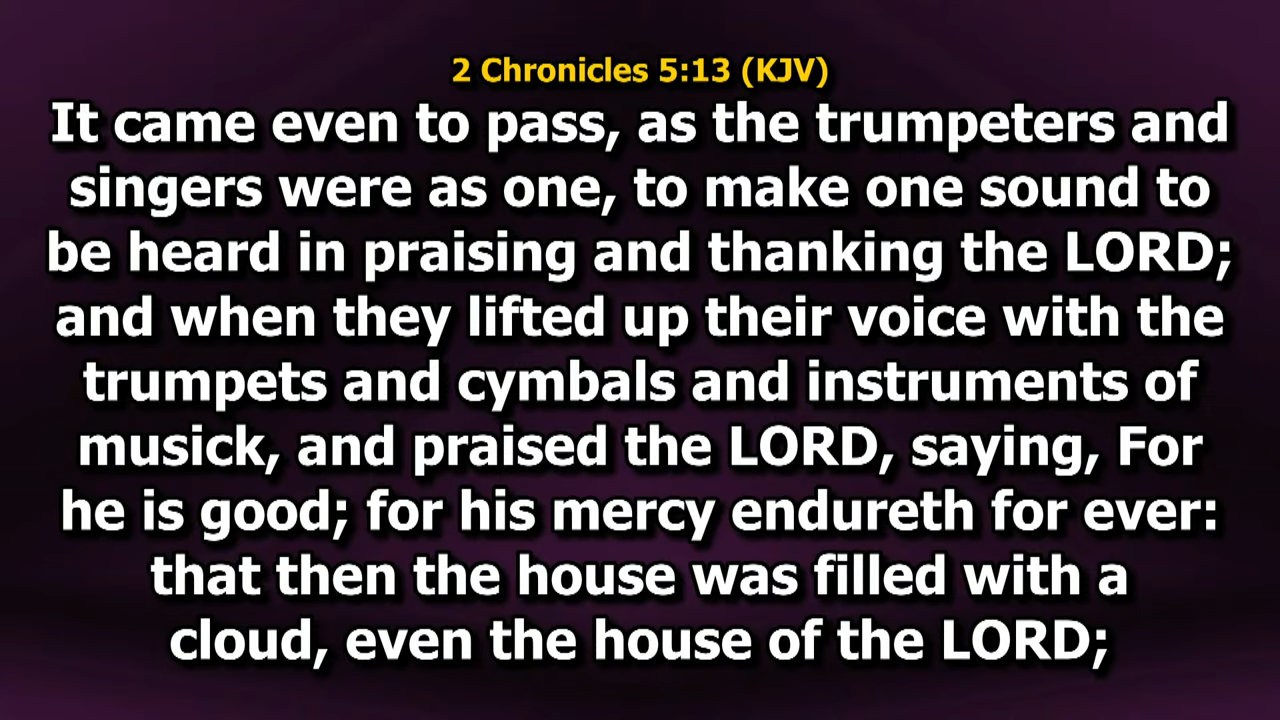 2 Chronicles 5:13 (KJV)
It came even to pass, as the trumpeters and
singers were as one, to make one sound to
be heard in praising and thanking the LORD;
and when they lifted up their voice with the
trumpets and cymbals and instruments of
musick, and praised the LORD, saying, For
he is good; for his mercy endureth for ever:
that then the house was filled with a
cloud, even the house of the LORD;